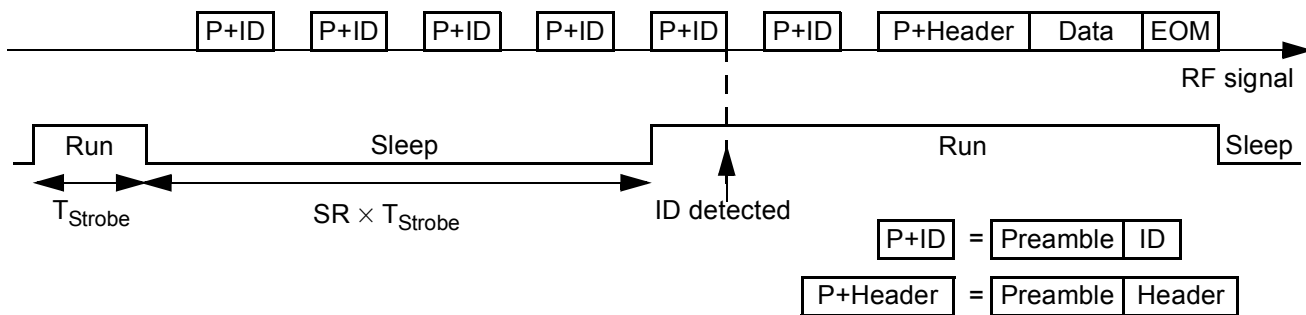 P+ID P+ID P+ID P+ID P+ID P+ID P+Header Data EOM
RF signal
Run Sleep Run Sleep
TStrobe SR × TStrobe ID detected
P+ID = Preamble ID
P+Header = Preamble Header